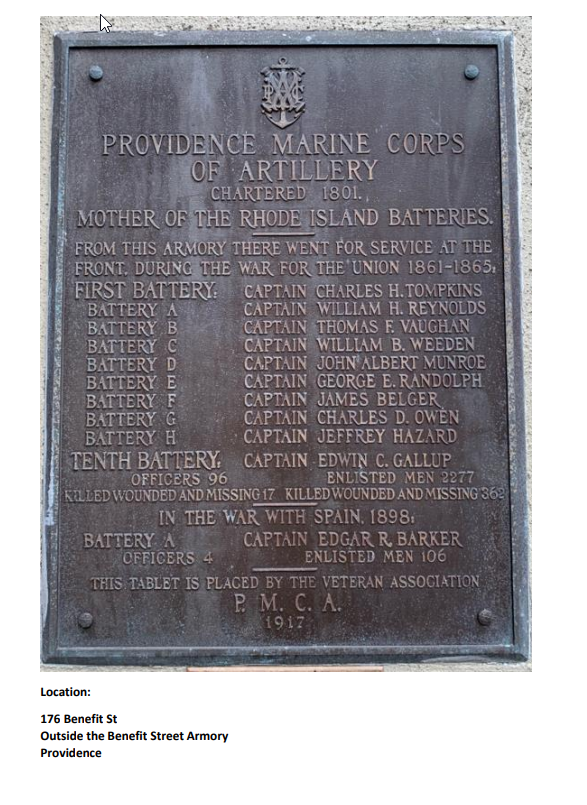 PROVIDENCE MARINE CORPS
OF ARTILLERY
CHARTERED 1801.
MOTHER OF THE RHODE ISLAND BATTERIES.
FROM THIS ARMORY THERE WENT FOR SERVICE AT THE
FRONT, DURING THE WAR FOR THE UNION 1861-1865:
FIRST BATTERY: CAPTAIN CHARLES H. TOMPKINS
BATTERY A CAPTAIN WILLIAM H. REYNOLDS
BATTERY B CAPTAIN THOMAS F. VAUGHAN
BATTERY C CAPTAIN WILLIAM B. WEEDEN
BATTERY D CAPTAIN JOHN ALBERT MUNROE
BATTERY E CAPTAIN GEORGE E. RANDOLPH
BATTERY F CAPTAIN JAMES BELGER
BATTERY G CAPTAIN CHARLES D. OWEN
BATTERY H CAPTAIN JEFFREY HAZARD
TENTH BATTERY: CAPTAIN EDWIN C. GALLUP
OFFICERS 96 ENLISTED MEN 2277
KILLED WOUNDED AND MISSING 17 KILLED WOUNDED AND MISSING 362
IN THE WAR WITH SPAIN, 1898:
BATTERY A CAPTAIN EDGAR R. BARKER
OFFICERS 4 ENLISTED MEN 106
THIS TABLET IS PLACED BY THE VETERAN ASSOCIATION
P. M. C. A.
1917
Location:
176 Benefit St
Outside the Benefit Street Armory
Providence